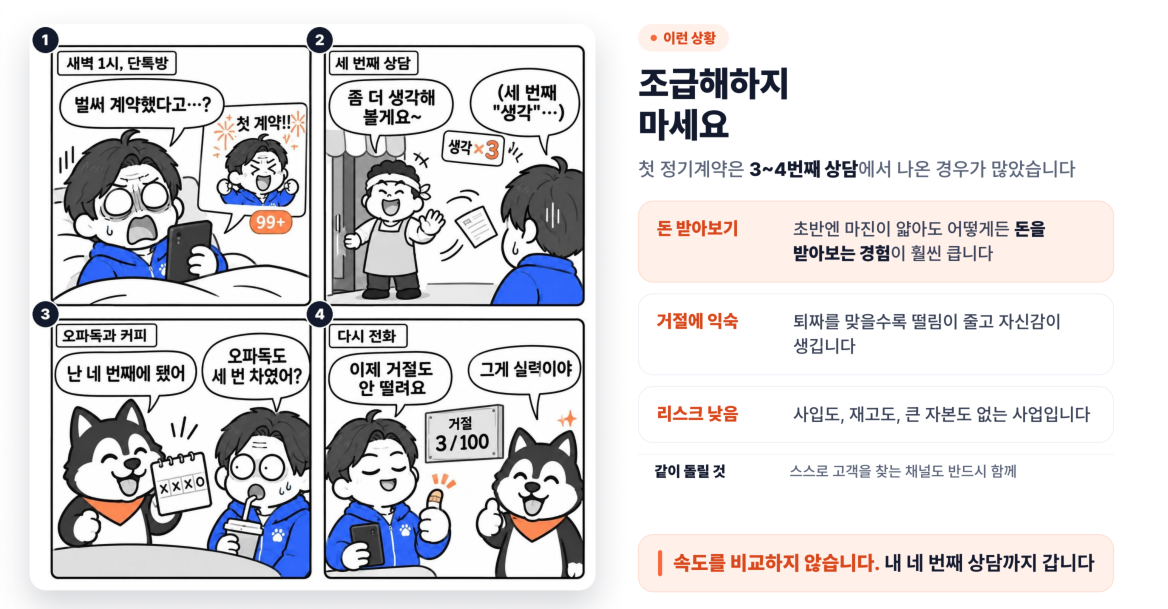 1
새벽 1시, 단톡방
벌써 계약했다고…?
첫 계약!!
99+
2
세 번째 상담
좀 더 생각해
볼게요~
(세 번째
"생각"…)
생각×3
3
오파독과 커피
난 네 번째에 됐어
오파독도
세 번 차였어?
X X X O
4
다시 전화
이제 거절도
안 떨려요
그게 실력이야
거절
3/100
이런 상황
조급해하지
마세요
첫 정기계약은 3~4번째 상담에서 나온 경우가 많았습니다
돈 받아보기
초반엔 마진이 얇아도 어떻게든 돈을
받아보는 경험이 훨씬 큽니다
거절에 익숙
퇴짜를 맞을수록 떨림이 줄고 자신감이
생깁니다
리스크 낮음
사입도, 재고도, 큰 자본도 없는 사업입니다
같이 돌릴 것
스스로 고객을 찾는 채널도 반드시 함께
속도를 비교하지 않습니다. 내 네 번째 상담까지 갑니다